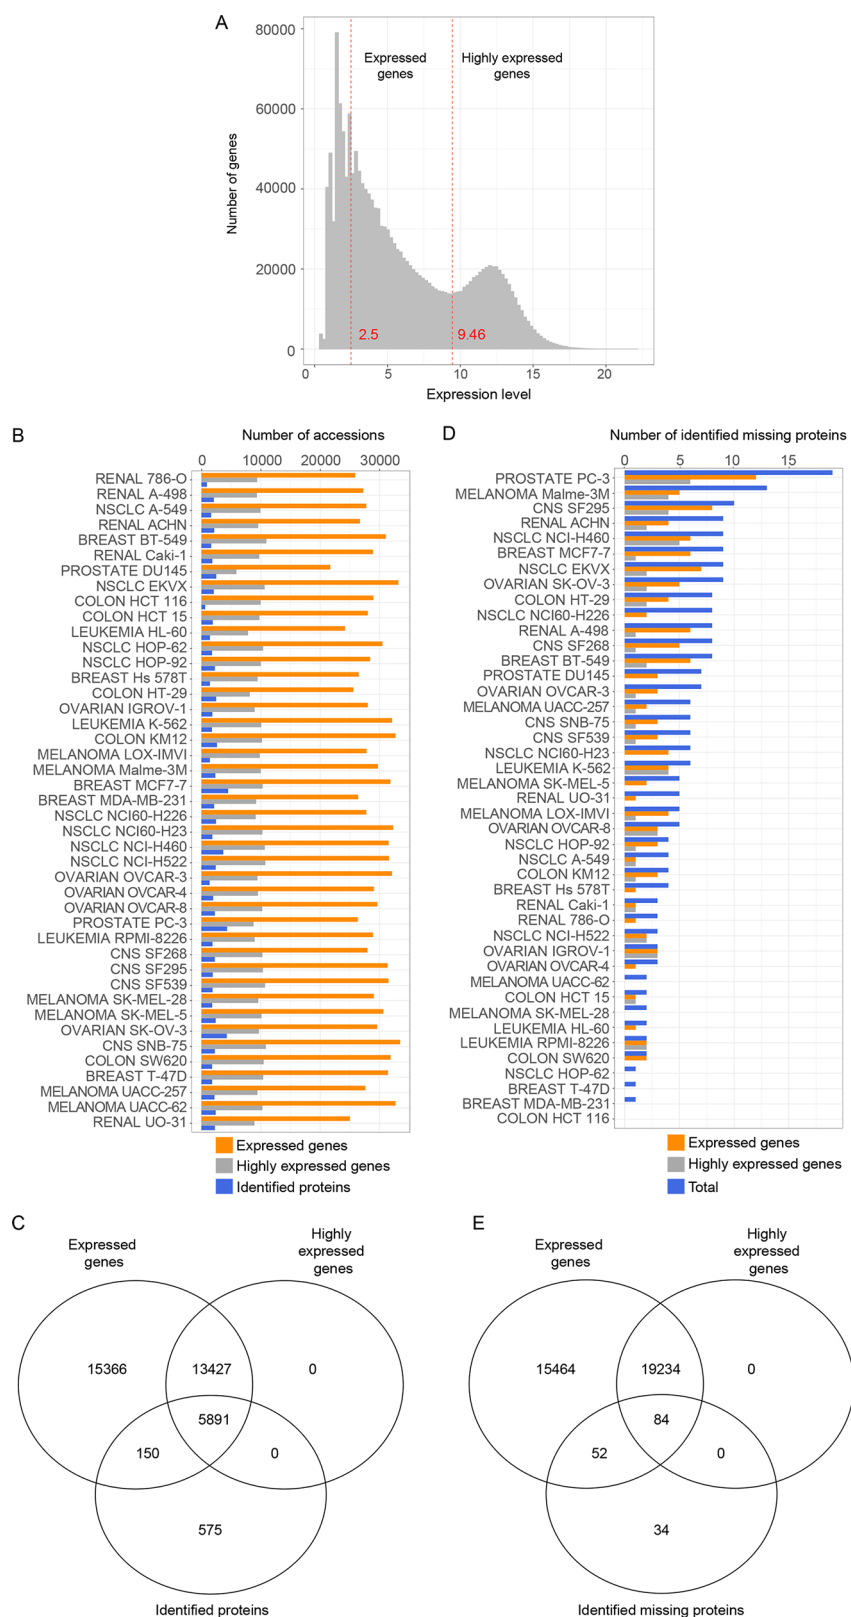 A
80000
60000
40000
20000
0
Number of genes
Expressed
genes
Highly expressed
genes
2.5
9.46
0 5 10 15 20
Expression level
B
Number of accessions
0 10000 20000 30000
RENAL 786-O
RENAL A-498
NSCLC A-549
RENAL ACHN
BREAST BT-549
RENAL Caki-1
PROSTATE DU145
NSCLC EKVX
COLON HCT 116
COLON HCT 15
LEUKEMIA HL-60
NSCLC HOP-62
NSCLC HOP-92
BREAST Hs 578T
COLON HT-29
OVARIAN IGROV-1
LEUKEMIA K-562
COLON KM12
MELANOMA LOX-IMVI
MELANOMA Malme-3M
BREAST MCF7-7
BREAST MDA-MB-231
NSCLC NCI60-H226
NSCLC NCI60-H23
NSCLC NCI-H460
NSCLC NCI-H522
OVARIAN OVCAR-3
OVARIAN OVCAR-4
OVARIAN OVCAR-8
PROSTATE PC-3
LEUKEMIA RPMI-8226
CNS SF268
CNS SF295
CNS SF539
MELANOMA SK-MEL-28
MELANOMA SK-MEL-5
OVARIAN SK-OV-3
CNS SNB-75
COLON SW620
BREAST T-47D
MELANOMA UACC-257
MELANOMA UACC-62
RENAL UO-31
Expressed genes
Highly expressed genes
Identified proteins
D
Number of identified missing proteins
0 5 10 15
PROSTATE PC-3
MELANOMA Malme-3M
CNS SF295
RENAL ACHN
NSCLC NCI-H460
BREAST MCF7-7
NSCLC EKVX
OVARIAN SK-OV-3
COLON HT-29
NSCLC NCI60-H226
RENAL A-498
CNS SF268
BREAST BT-549
PROSTATE DU145
OVARIAN OVCAR-3
MELANOMA UACC-257
CNS SNB-75
CNS SF539
NSCLC NCI60-H23
LEUKEMIA K-562
MELANOMA SK-MEL-5
RENAL UO-31
MELANOMA LOX-IMVI
OVARIAN OVCAR-8
NSCLC HOP-92
NSCLC A-549
COLON KM12
BREAST Hs 578T
RENAL Caki-1
RENAL 786-O
NSCLC NCI-H522
OVARIAN IGROV-1
OVARIAN OVCAR-4
MELANOMA UACC-62
COLON HCT 15
MELANOMA SK-MEL-28
LEUKEMIA HL-60
LEUKEMIA RPMI-8226
COLON SW620
NSCLC HOP-62
BREAST T-47D
BREAST MDA-MB-231
COLON HCT 116
Expressed genes
Highly expressed genes
Total
C
Expressed
genes
Highly
expressed
genes
15366
13427
0
5891
150
0
575
Identified proteins
E
Expressed
genes
Highly
expressed
genes
15464
19234
0
84
52
0
34
Identified missing proteins